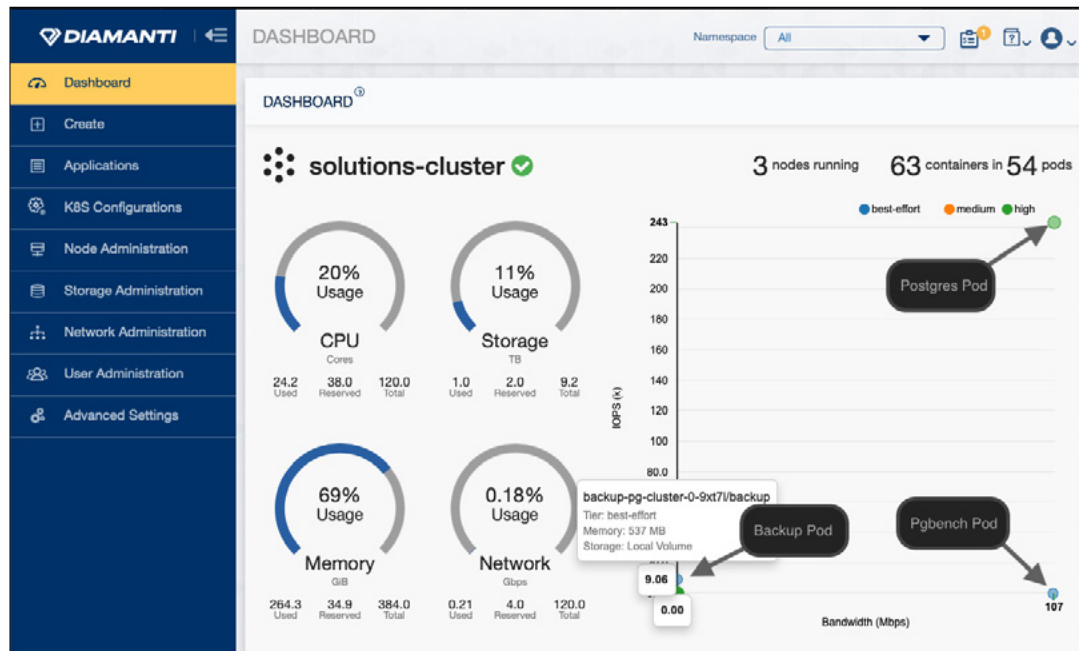 DIAMANTI
DASHBOARD
Namespace All
1
?
Dashboard
Create
Applications
K8S Configurations
Node Administration
Storage Administration
Network Administration
User Administration
Advanced Settings
DASHBOARD ?
solutions-cluster
3 nodes running 63 containers in 54 pods
best-effort medium high
20%
Usage
CPU
Cores
24.2 38.0 120.0
Used Reserved Total
11%
Usage
Storage
TB
1.0 2.0 9.2
Used Reserved Total
69%
Usage
Memory
GiB
264.3 34.9 384.0
Used Reserved Total
0.18%
Usage
Network
Gbps
0.21 4.0 120.0
Used Reserved Total
243
220
200
180
160
140
120
100
80.0
IOPS (k)
Postgres Pod
backup-pg-cluster-0-9xt7l/backup
Tier: best-effort
Memory: 537 MB
Storage: Local Volume
Backup Pod
Pgbench Pod
9.06
0.00
107
Bandwidth (Mbps)